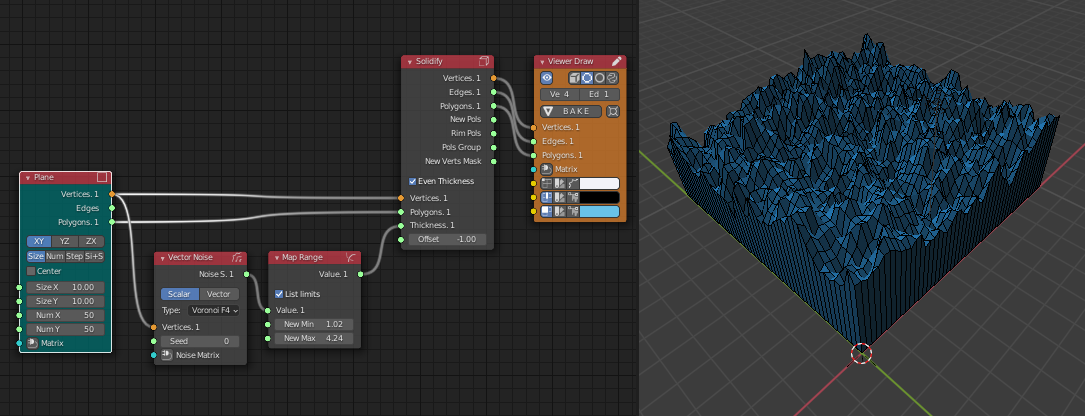 Solidify
Vertices. 1
Edges. 1
Polygons. 1
New Pols
Rim Pols
Pols Group
New Verts Mask
Even Thickness
Vertices. 1
Polygons. 1
Thickness. 1
Offset -1.00
Viewer Draw
Ve 4 Ed 1
BAKE
Vertices. 1
Edges. 1
Polygons. 1
Matrix
Plane
Vertices. 1
Edges
Polygons. 1
XY YZ ZX
Size Num Step Si+S
Center
Size X 10.00
Size Y 10.00
Num X 50
Num Y 50
Matrix
Vector Noise
Noise S. 1
Scalar Vector
Type: Voronoi F4
Vertices. 1
Seed 0
Noise Matrix
Map Range
Value. 1
List limits
Value. 1
New Min 1.02
New Max 4.24